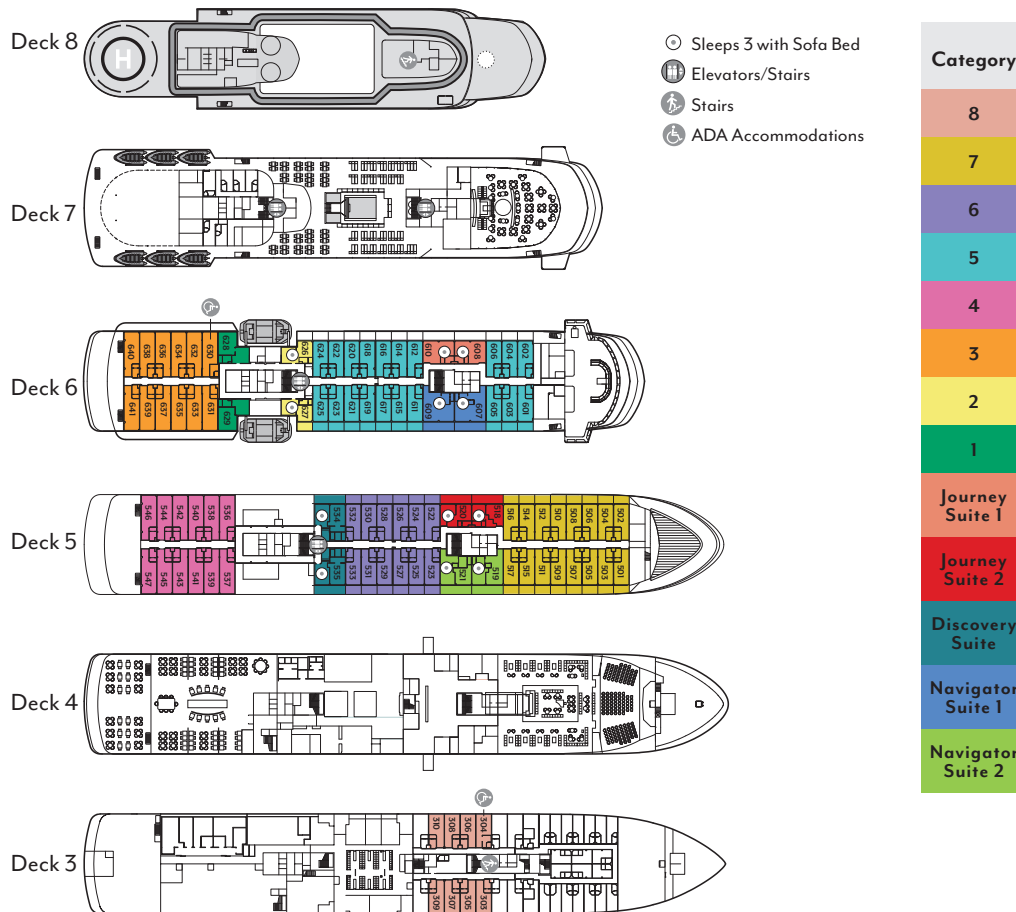 Deck 8
H
Sleeps 3 with Sofa Bed
Elevators/Stairs
Stairs
ADA Accommodations
Deck 7
Deck 6
640 638 636 634 632 630 628 626 624 622 620 618 616 614 612 610 608 606 604 602
641 639 637 635 633 631 629 627 625 623 621 619 617 615 611 609 607 605 603 601
Deck 5
546 544 542 540 538 536 534 532 530 528 526 524 522 520 518 516 514 512 510 508 506 504 502
547 545 543 541 539 537 535 533 531 529 527 525 523 521 519 517 515 511 509 507 505 503 501
Deck 4
Deck 3
310 308 306 304
309 307 305 303
Category
8
7
6
5
4
3
2
1
Journey
Suite 1
Journey
Suite 2
Discovery
Suite
Navigator
Suite 1
Navigator
Suite 2